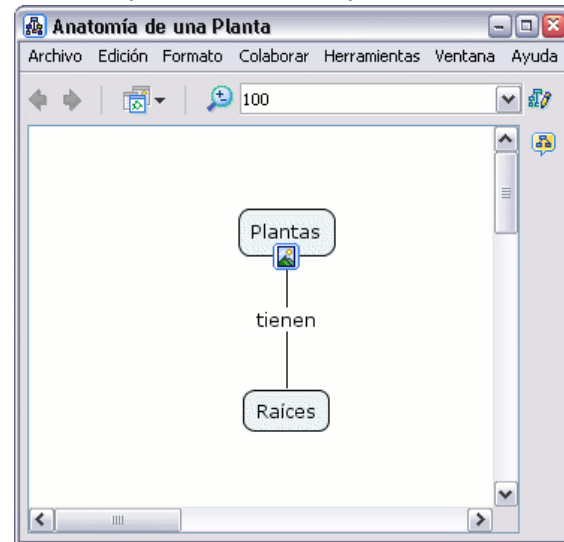 Anatomía de una Planta
Archivo Edición Formato Colaborar Herramientas Ventana Ayuda
100
Plantas
tienen
Raíces